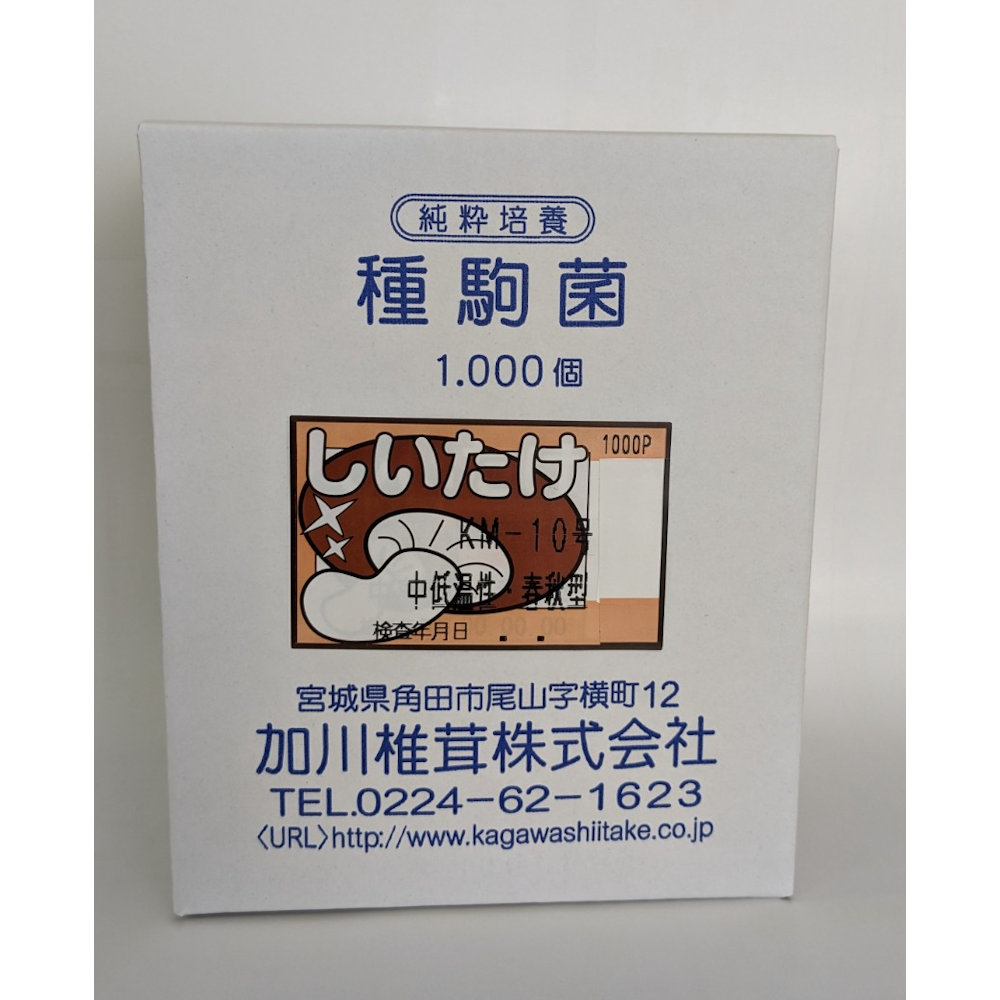 純粋培養
種駒菌
1.000個
しいたけ
1000P
KM-10号
中低温性・春秋型
検査年月日 . .
宮城県角田市尾山字横町12
加川椎茸株式会社
TEL.0224-62-1623
〈URL〉http://www.kagawashiitake.co.jp